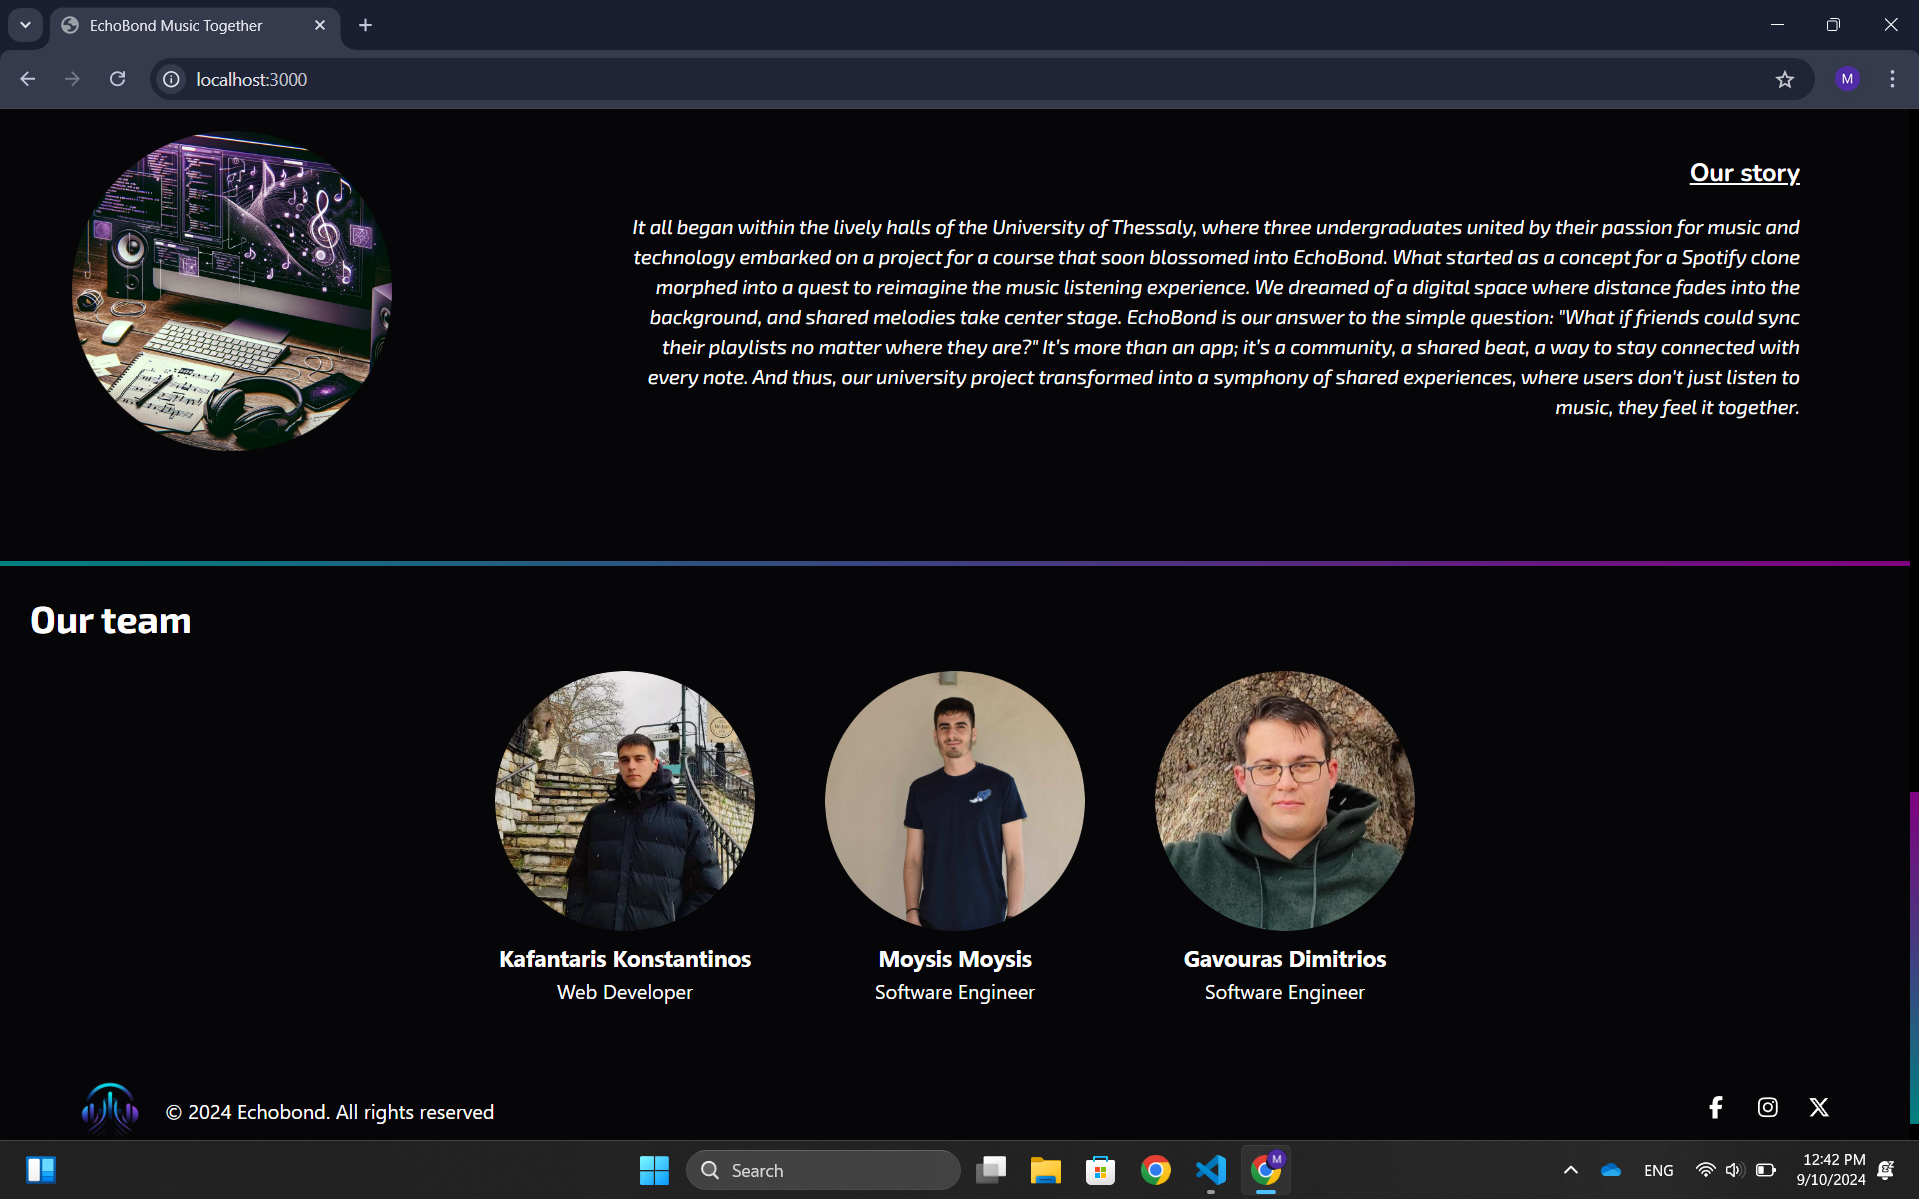 EchoBond Music Together
localhost:3000
M
Our story
It all began within the lively halls of the University of Thessaly, where three undergraduates united by their passion for music and
technology embarked on a project for a course that soon blossomed into EchoBond. What started as a concept for a Spotify clone
morphed into a quest to reimagine the music listening experience. We dreamed of a digital space where distance fades into the
background, and shared melodies take center stage. EchoBond is our answer to the simple question: "What if friends could sync
their playlists no matter where they are?" It's more than an app; it's a community, a shared beat, a way to stay connected with
every note. And thus, our university project transformed into a symphony of shared experiences, where users don't just listen to
music, they feel it together.
Our team
Kafantaris Konstantinos
Web Developer
Moysis Moysis
Software Engineer
Gavouras Dimitrios
Software Engineer
© 2024 Echobond. All rights reserved
Search
M
ENG
12:42 PM
9/10/2024